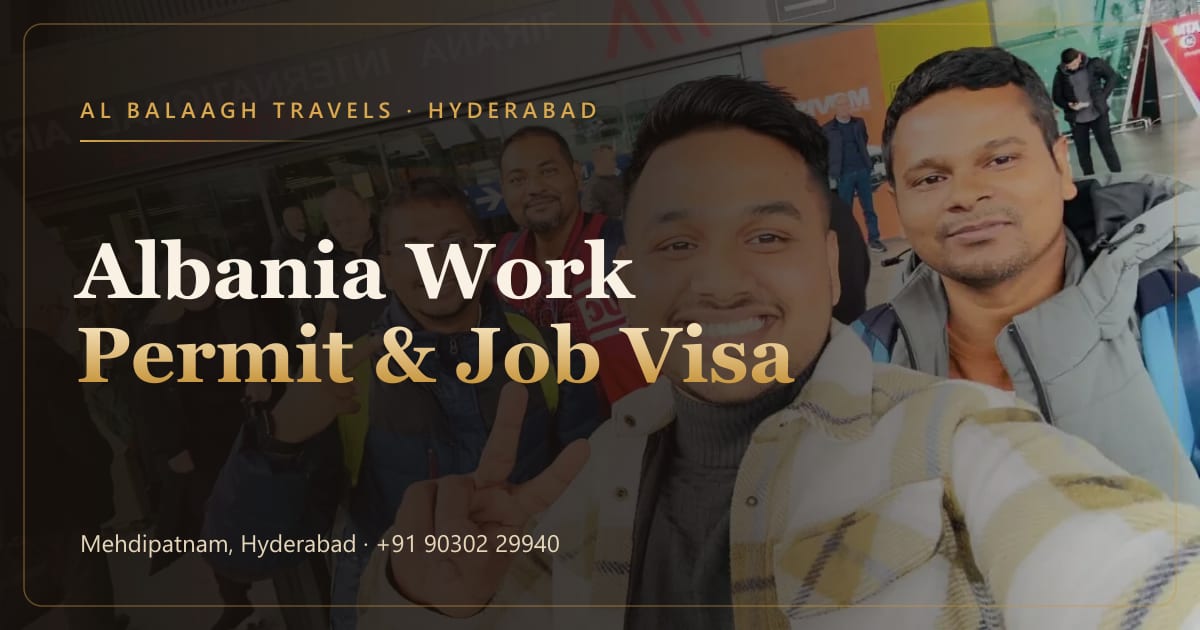 AL BALAAGH TRAVELS · HYDERABAD
Albania Work
Permit & Job Visa
Mehdipatnam, Hyderabad · +91 90302 29940